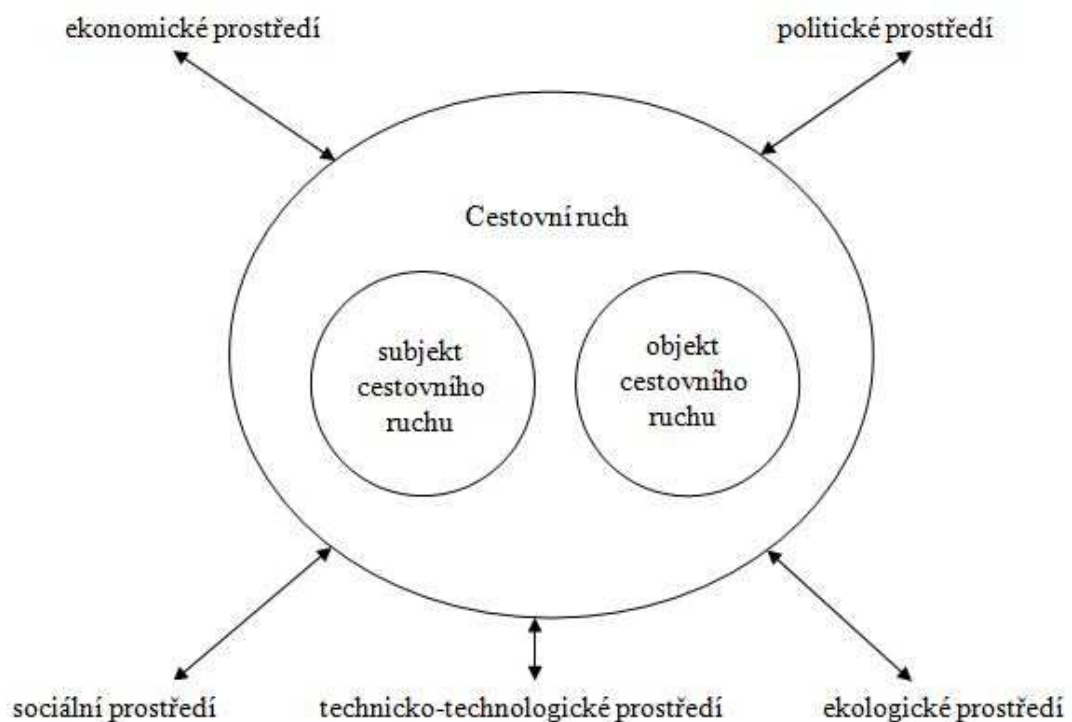 ekonomické prostředí
politické prostředí
Cestovní ruch
subjekt
cestovního
ruchu
objekt
cestovního
ruchu
sociální prostředí
technicko-technologické prostředí
ekologické prostředí